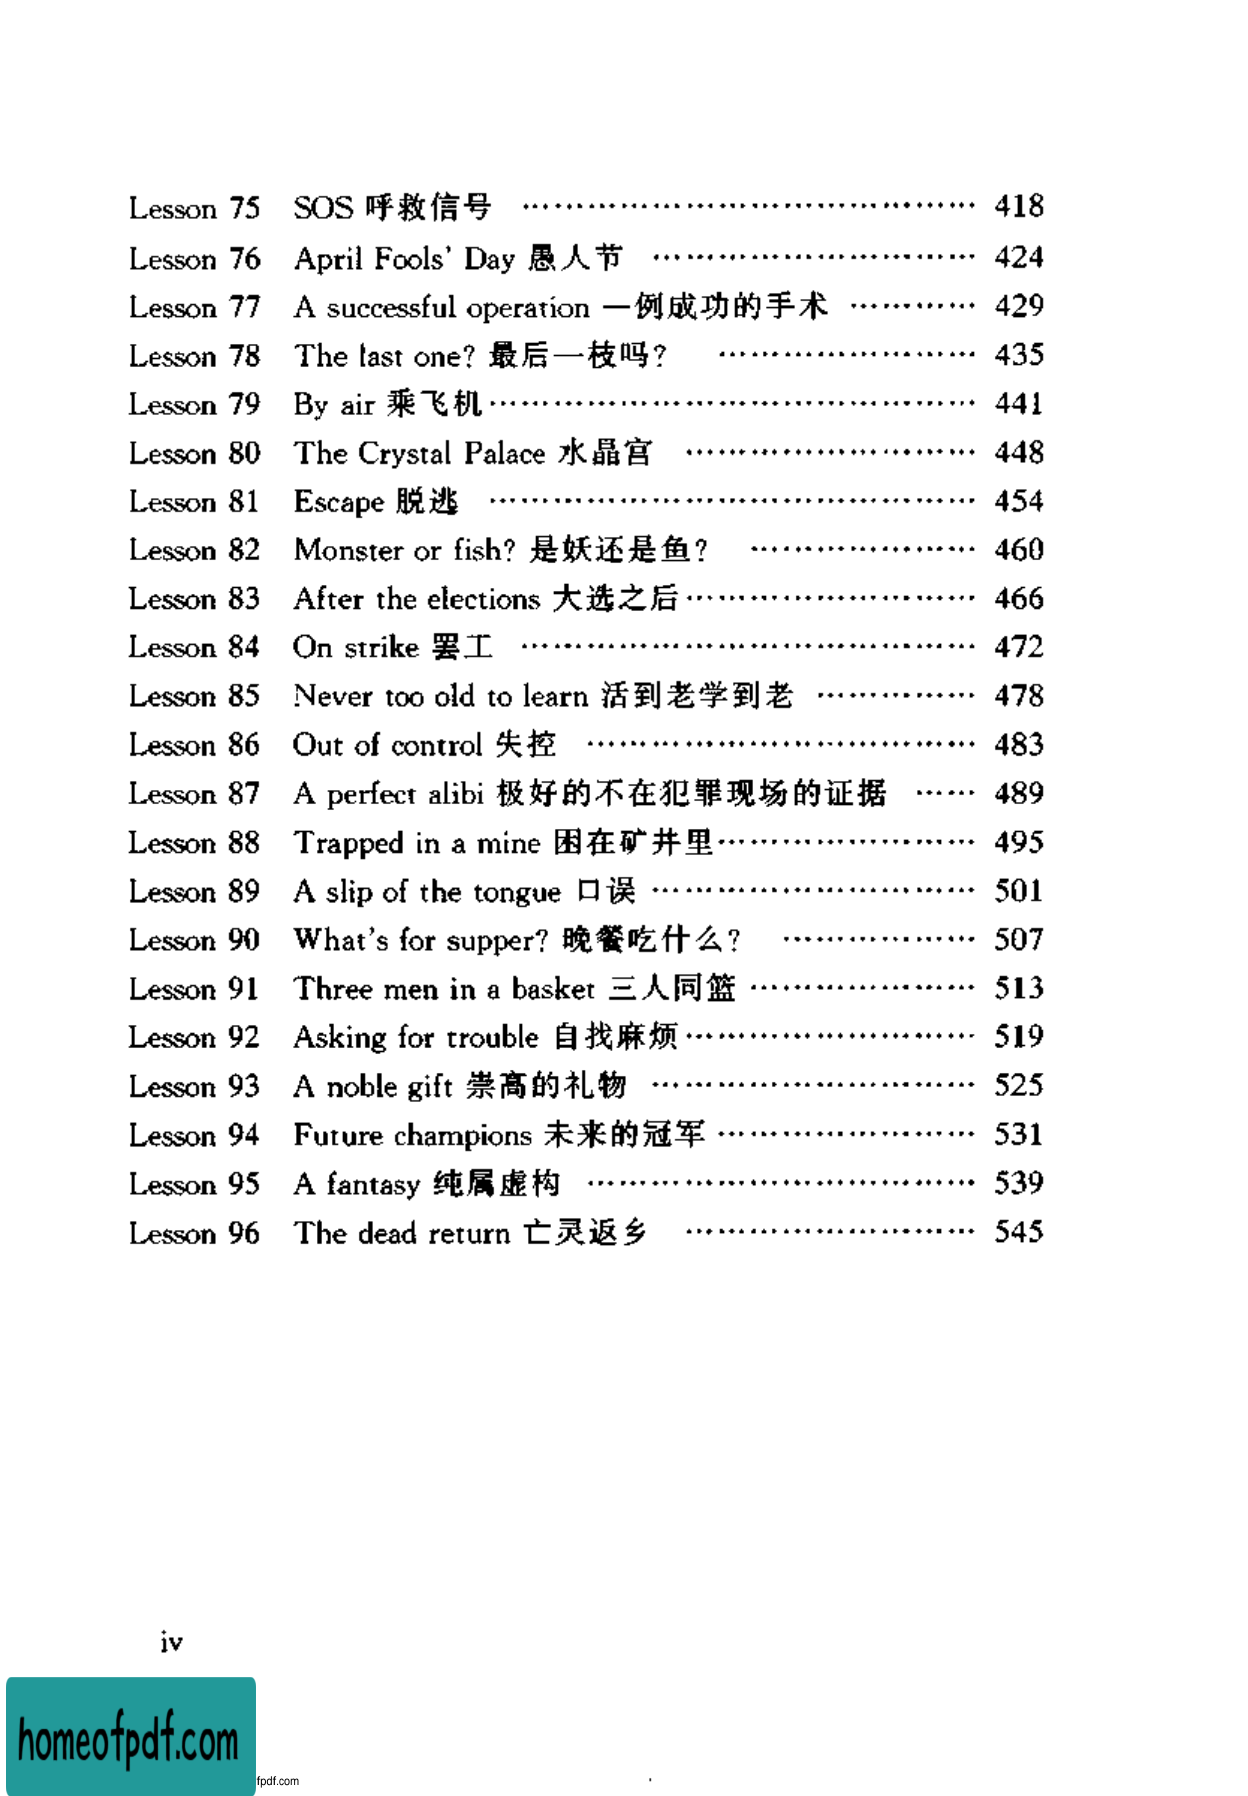 Lesson 75 SOS 呼救信号 …………………………………… 418
Lesson 76 April Fools' Day 愚人节 ………………………… 424
Lesson 77 A successful operation 一例成功的手术 ………… 429
Lesson 78 The last one? 最后一枝吗? …………………… 435
Lesson 79 By air 乘飞机……………………………………… 441
Lesson 80 The Crystal Palace 水晶宫 ……………………… 448
Lesson 81 Escape 脱逃 ……………………………………… 454
Lesson 82 Monster or fish? 是妖还是鱼? ………………… 460
Lesson 83 After the elections 大选之后……………………… 466
Lesson 84 On strike 罢工 …………………………………… 472
Lesson 85 Never too old to learn 活到老学到老 …………… 478
Lesson 86 Out of control 失控 ……………………………… 483
Lesson 87 A perfect alibi 极好的不在犯罪现场的证据 …… 489
Lesson 88 Trapped in a mine 困在矿井里…………………… 495
Lesson 89 A slip of the tongue 口误 ………………………… 501
Lesson 90 What's for supper? 晚餐吃什么? ……………… 507
Lesson 91 Three men in a basket 三人同篮 ………………… 513
Lesson 92 Asking for trouble 自找麻烦……………………… 519
Lesson 93 A noble gift 崇高的礼物 ………………………… 525
Lesson 94 Future champions 未来的冠军 …………………… 531
Lesson 95 A fantasy 纯属虚构 ……………………………… 539
Lesson 96 The dead return 亡灵返乡 ……………………… 545
iv
homeofpdf.com
fpdf.com